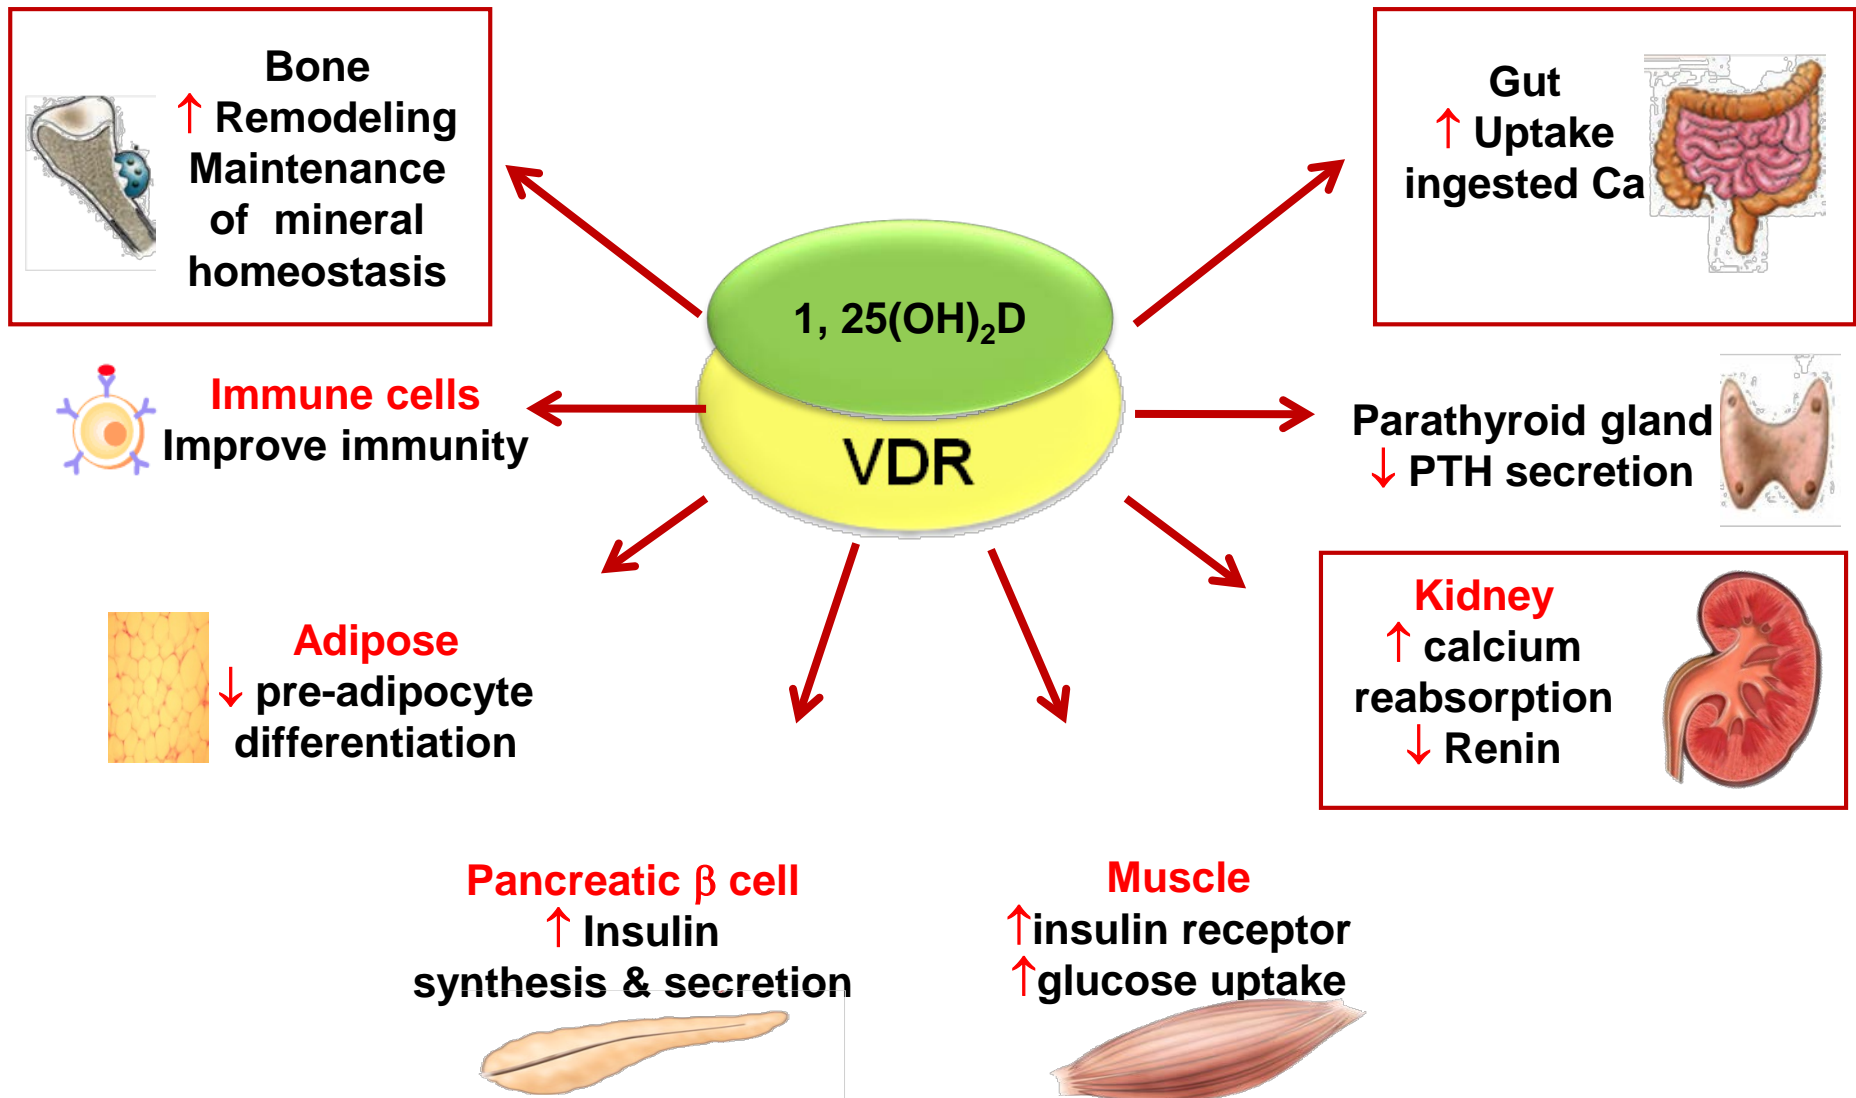 Bone
↑ Remodeling
Maintenance
of mineral
homeostasis
Gut
↑ Uptake
ingested Ca
1, 25(OH)₂D
VDR
Immune cells
Improve immunity
Parathyroid gland
↓ PTH secretion
Adipose
↓ pre-adipocyte
differentiation
Kidney
↑ calcium
reabsorption
↓ Renin
Pancreatic β cell
↑ Insulin
synthesis & secretion
Muscle
↑insulin receptor
↑glucose uptake